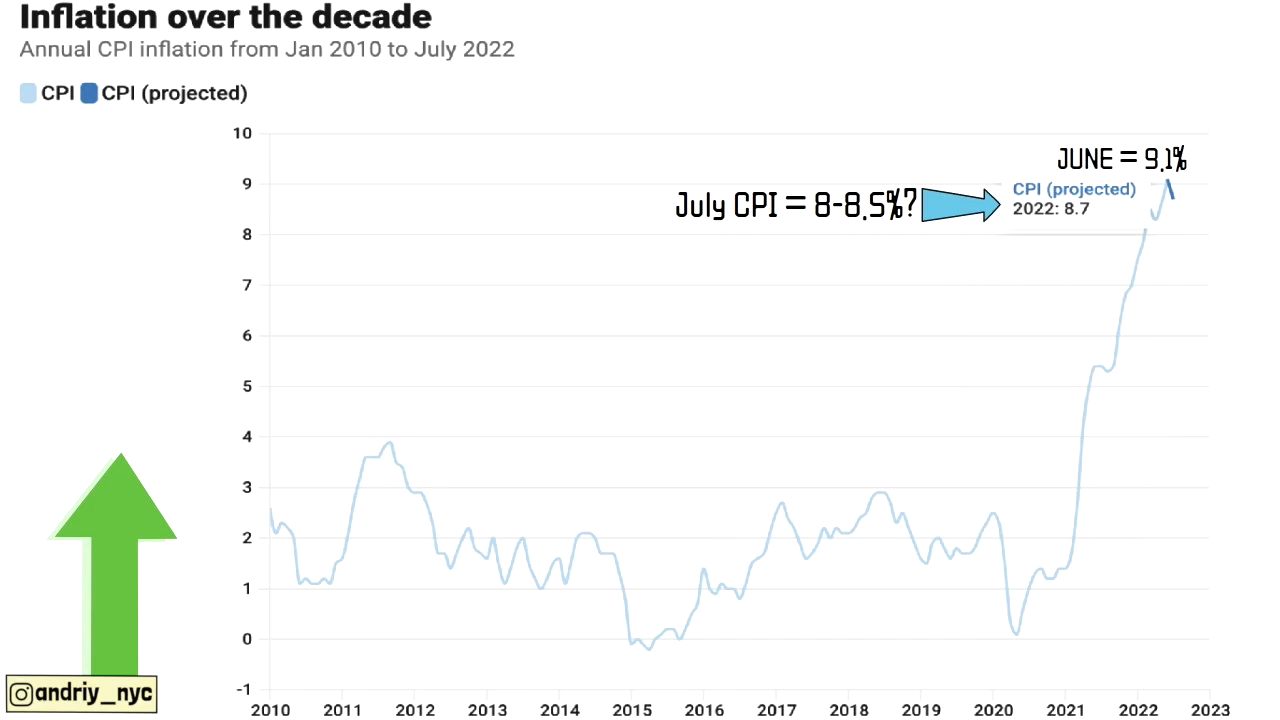 Inflation over the decade
Annual CPI inflation from Jan 2010 to July 2022
CPI CPI (projected)
10
JUNE = 9.1%
9
CPI (projected)
July CPI = 8-8.5%?
2022: 8.7
8
7
6
5
4
3
2
1
0
-1
andriy_nyc
2010 2011 2012 2013 2014 2015 2016 2017 2018 2019 2020 2021 2022 2023